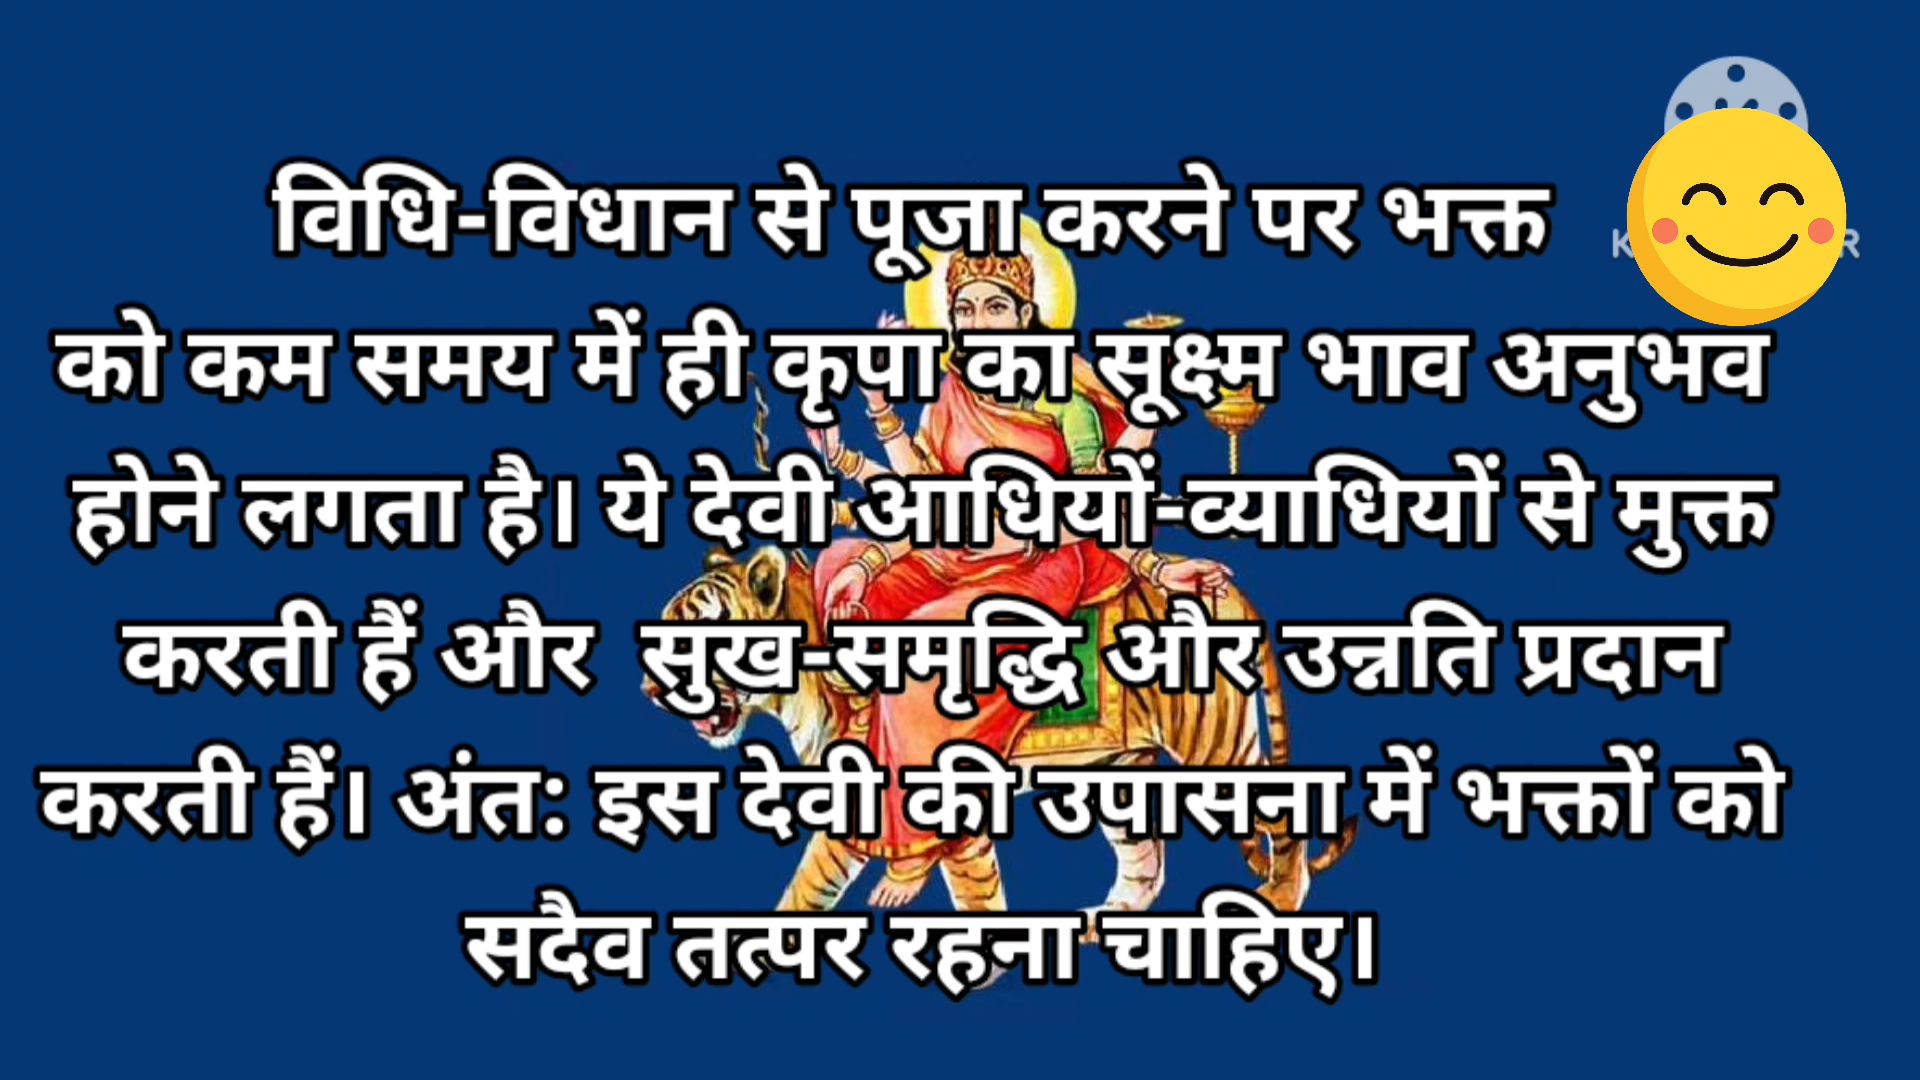 विधि-विधान से पूजा करने पर भक्त
को कम समय में ही कृपा का सूक्ष्म भाव अनुभव
होने लगता है। ये देवी आधियों-व्याधियों से मुक्त
करती हैं और सुख-समृद्धि और उन्नति प्रदान
करती हैं। अंत: इस देवी की उपासना में भक्तों को
सदैव तत्पर रहना चाहिए।